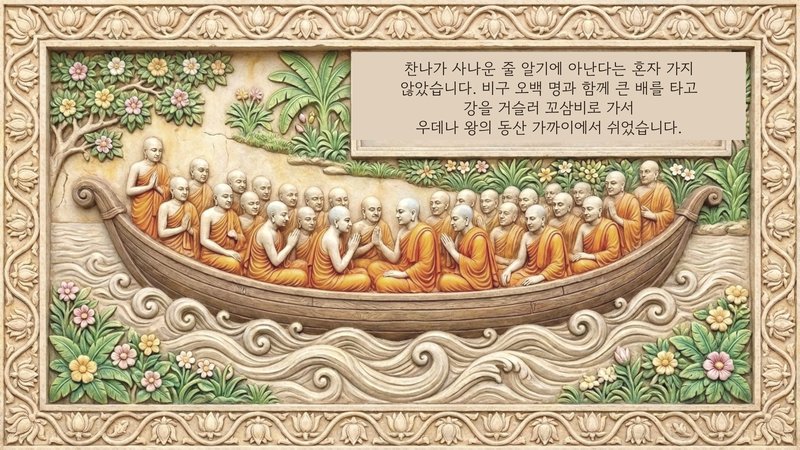 찬나가 사나운 줄 알기에 아난다는 혼자 가지
않았습니다. 비구 오백 명과 함께 큰 배를 타고
강을 거슬러 꼬삼비로 가서
우데나 왕의 동산 가까이에서 쉬었습니다.